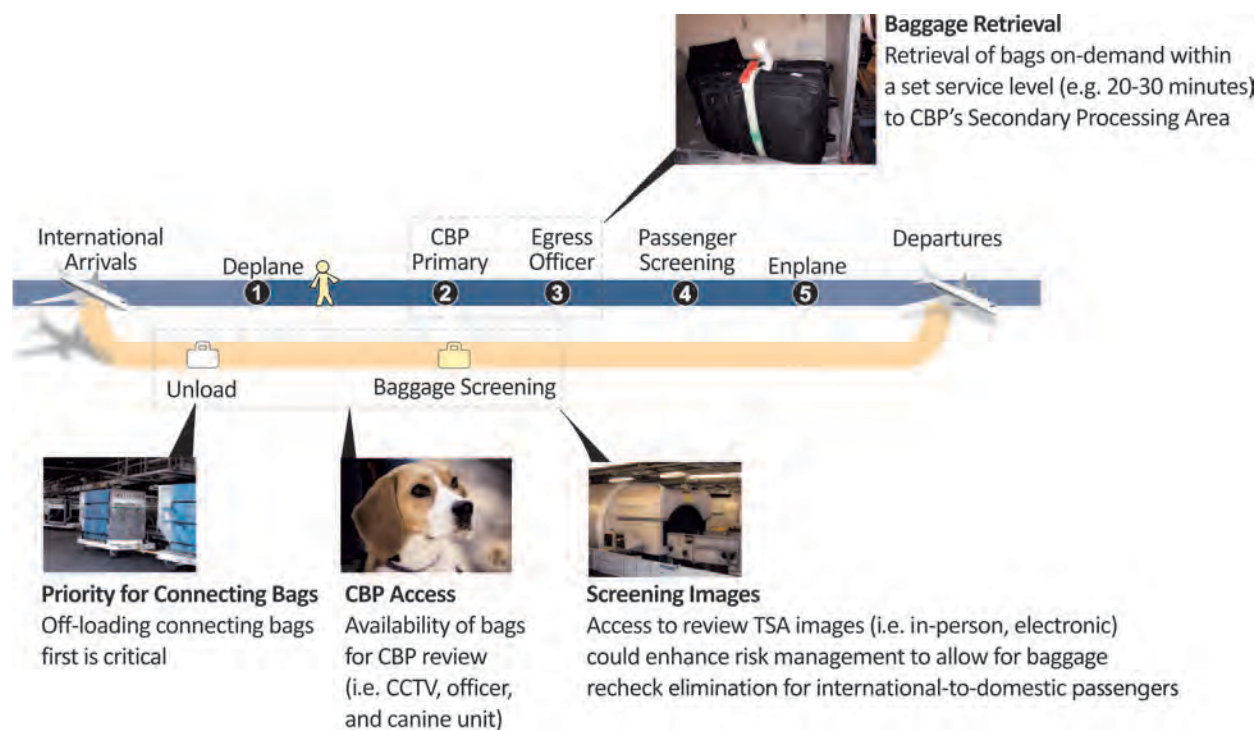 Baggage Retrieval
Retrieval of bags on-demand within
a set service level (e.g. 20-30 minutes)
to CBP’s Secondary Processing Area
International
Arrivals
Deplane
CBP
Primary
Egress
Officer
Passenger
Screening
Enplane
Departures
1
2
3
4
5
Unload
Baggage Screening
Priority for Connecting Bags
Off-loading connecting bags
first is critical
CBP Access
Availability of bags
for CBP review
(i.e. CCTV, officer,
and canine unit)
Screening Images
Access to review TSA images (i.e. in-person, electronic)
could enhance risk management to allow for baggage
recheck elimination for international-to-domestic passengers